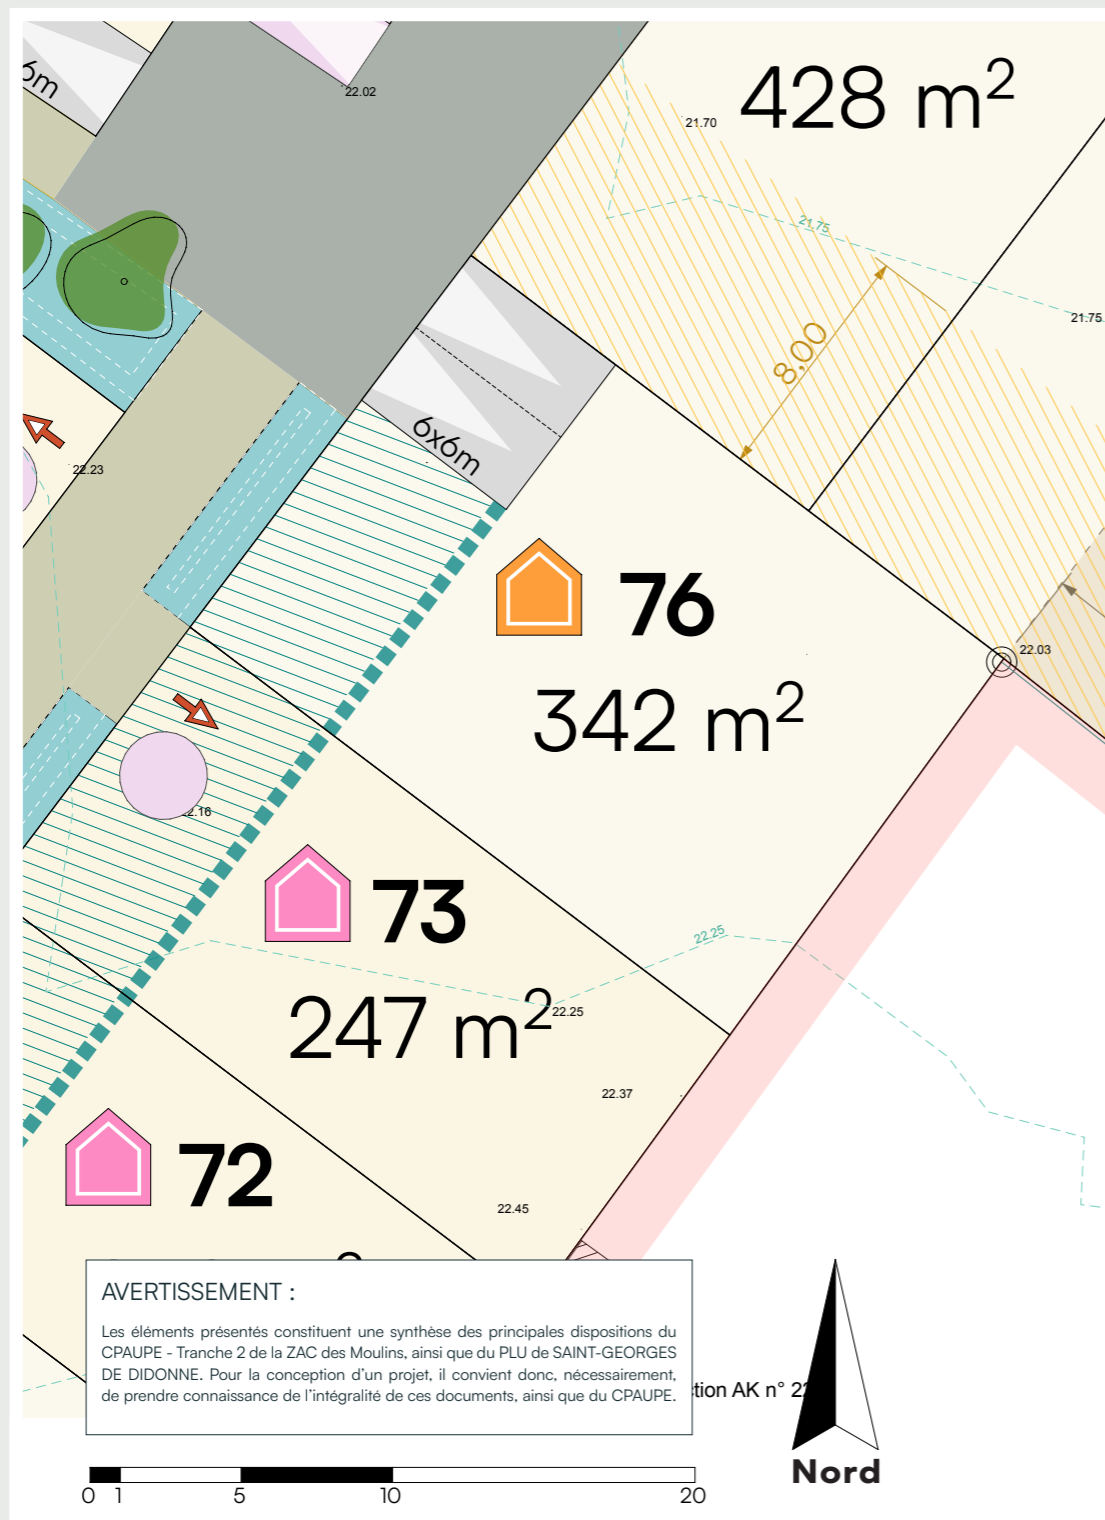 6m
22.02
428 m²
21.70
21.75
21.75
8,00
6x6m
22.23
76
22.03
342 m²
73
22.25
247 m²
22.25
22.37
72
22.45
AVERTISSEMENT :
Les éléments présentés constituent une synthèse des principales dispositions du
CPAUPE - Tranche 2 de la ZAC des Moulins, ainsi que du PLU de SAINT-GEORGES
DE DIDONNE. Pour la conception d'un projet, il convient donc, nécessairement,
de prendre connaissance de l'intégralité de ces documents, ainsi que du CPAUPE.
tion AK n° 2
Nord
0 1 5 10 20